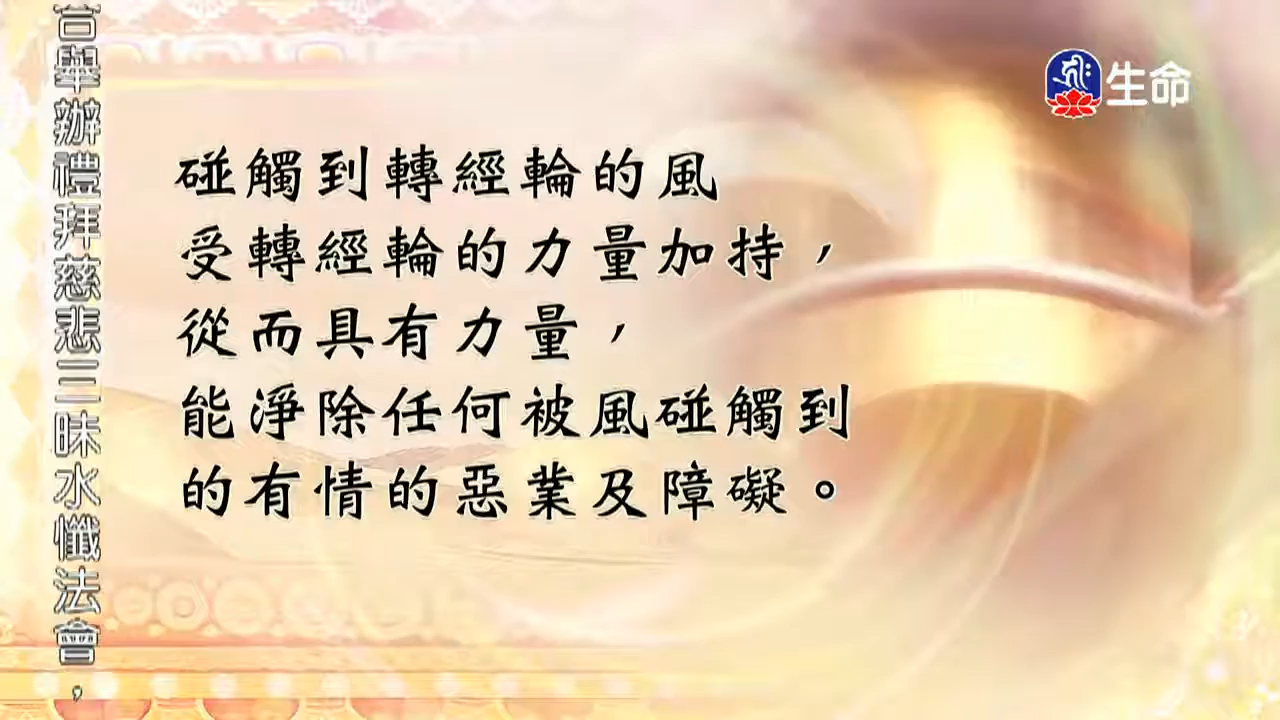 生命
碰觸到轉經輪的風
受轉經輪的力量加持，
從而具有力量，
能淨除任何被風碰觸到
的有情的惡業及障礙。
舉辦禮拜慈悲三昧水懺法會，